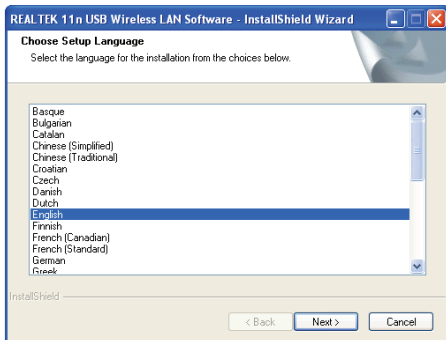 REALTEK 11n USB Wireless LAN Software - InstallShield Wizard
Choose Setup Language
Select the language for the installation from the choices below.
Basque
Bulgarian
Catalan
Chinese (Simplified)
Chinese (Traditional)
Croatian
Czech
Danish
Dutch
English
Finnish
French (Canadian)
French (Standard)
German
Greek
InstallShield
< Back
Next >
Cancel